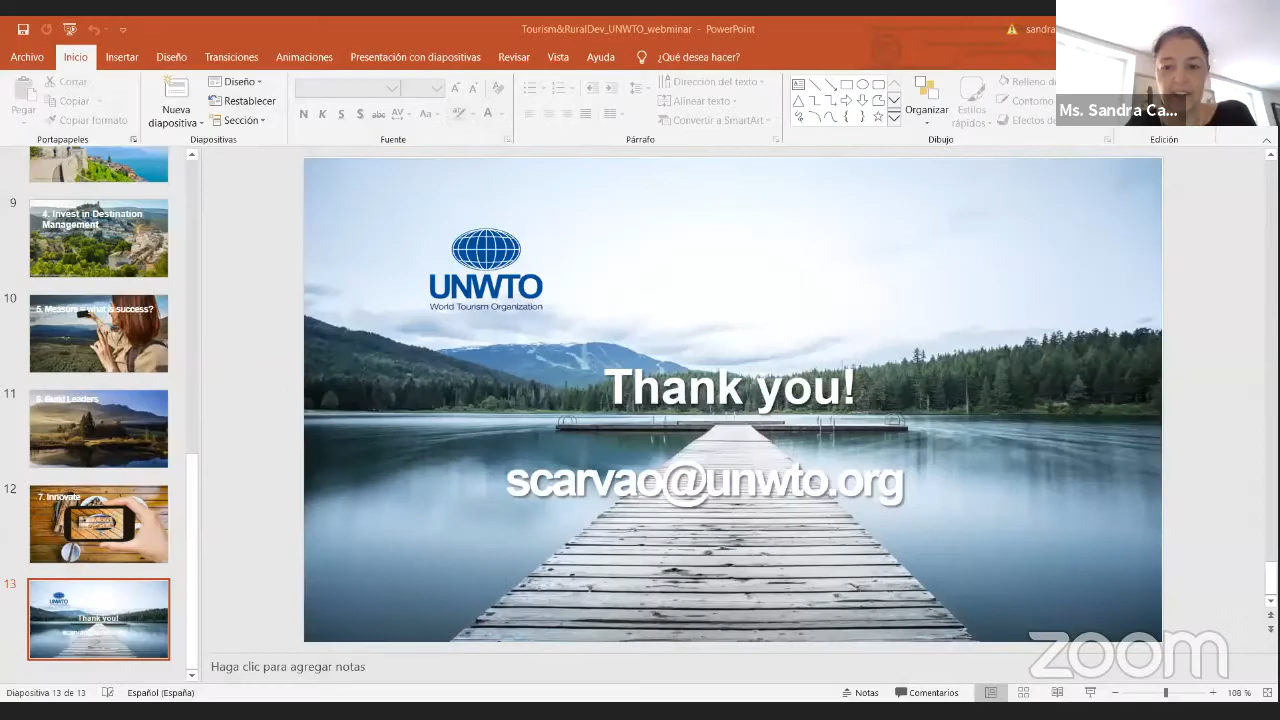 Tourism&RuralDev_UNWTO_webminar - PowerPoint
sandra
Archivo Inicio Insertar Diseño Transiciones Animaciones Presentación con diapositivas Revisar Vista Ayuda ¿Qué desea hacer?
Pegar
Cortar
Copiar
Copiar formato
Portapapeles
Nueva
diapositiva
Diseño
Restablecer
Sección
Diapositivas
N K S S abc AV Aa A
Fuente
Dirección del texto
Alinear texto
Convertir a SmartArt
Párrafo
Organizar
Estilos
rápidos
Relleno de
Contorno
Efectos de
Dibujo
Edición
Ms. Sandra Ca...
9
4. Invest in Destination
Management
10
Measure = what is success?
11
Build Leaders
12
7. Innovate
13
UNWTO
Thank you!
UNWTO
World Tourism Organization
Thank you!
scarvao@unwto.org
Haga clic para agregar notas
zoom
Diapositiva 13 de 13 Español (España) Notas Comentarios 108 %